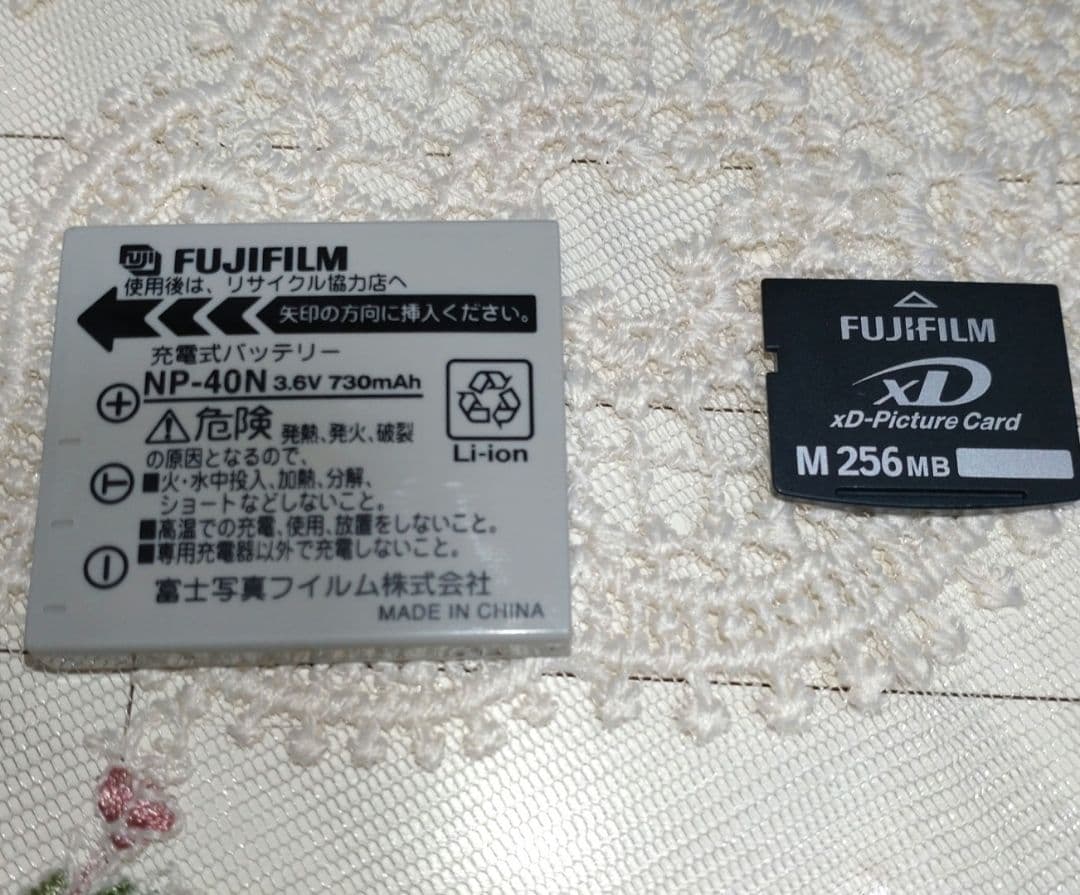 FUJI FUJIFILM
使用後は、リサイクル協力店へ
矢印の方向に挿入ください。
充電式バッテリー
NP-40N 3.6V 730mAh
危険 発熱、発火、破裂
の原因となるので、
■火・水中投入、加熱、分解、
ショートなどしないこと。
■高温での充電、使用、放置をしないこと。
■専用充電器以外で充電しないこと。
富士写真フイルム株式会社
MADE IN CHINA
+
T
−
Li-ion
FUJIFILM
xD
xD-Picture Card
M 256MB